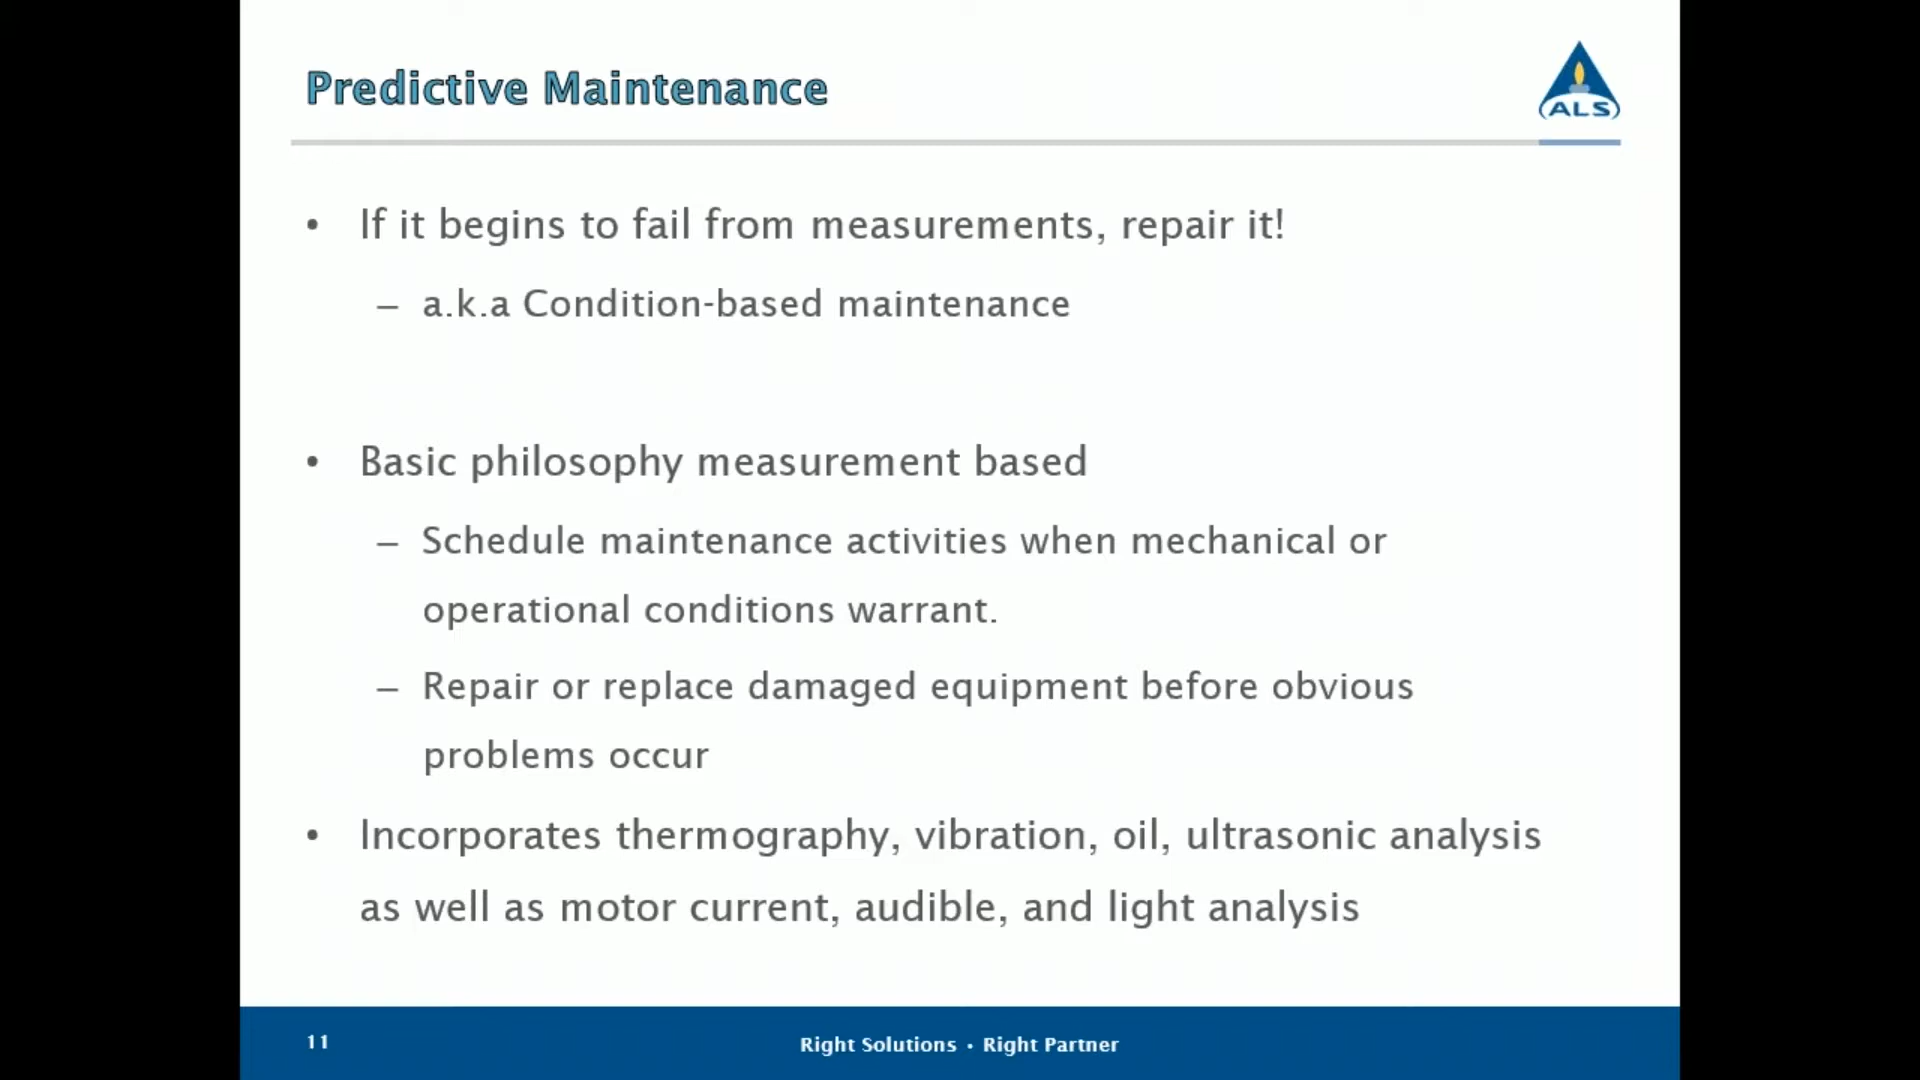 Predictive Maintenance
ALS
• If it begins to fail from measurements, repair it!
– a.k.a Condition-based maintenance
• Basic philosophy measurement based
– Schedule maintenance activities when mechanical or
operational conditions warrant.
– Repair or replace damaged equipment before obvious
problems occur
• Incorporates thermography, vibration, oil, ultrasonic analysis
as well as motor current, audible, and light analysis
11
Right Solutions • Right Partner